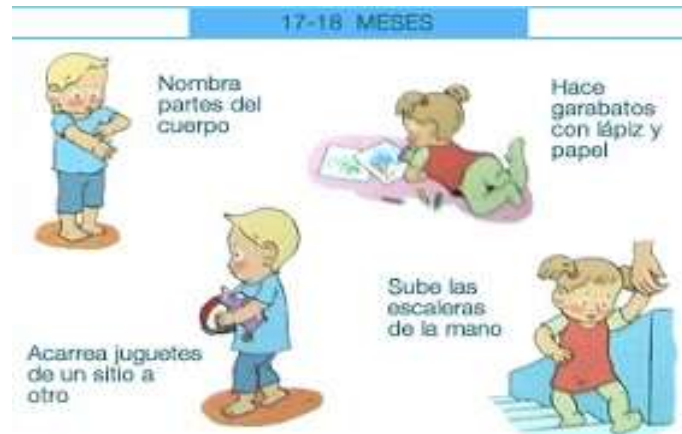 17-18 MESES
Nombra
partes del
cuerpo
Hace
garabatos
con lápiz y
papel
Acarrea juguetes
de un sitio a
otro
Sube las
escaleras
de la mano